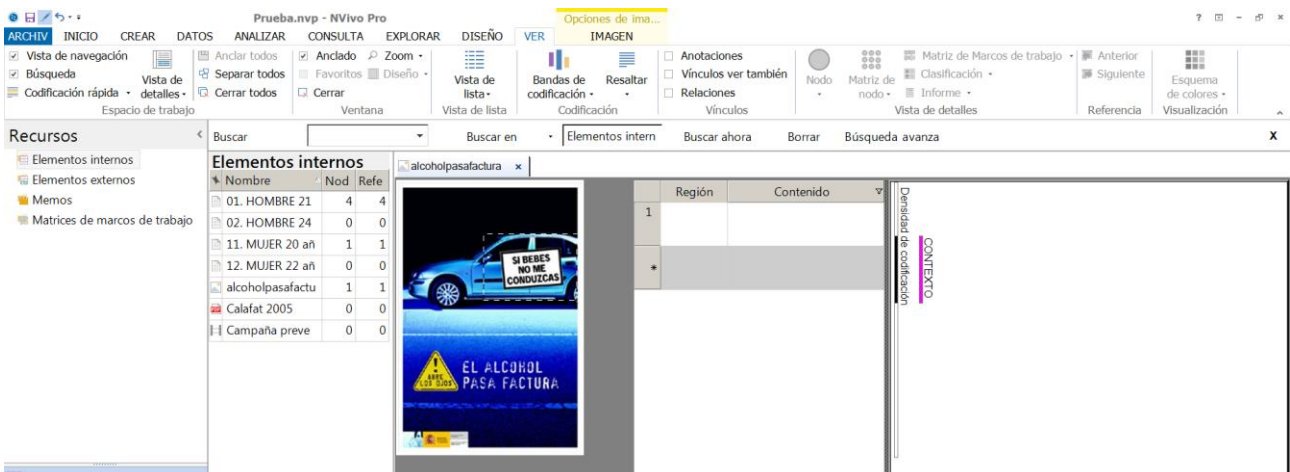 Prueba.nvp - NVivo Pro
Opciones de ima...
ARCHIV INICIO CREAR DATOS ANALIZAR CONSULTA EXPLORAR DISEÑO VER IMAGEN
Vista de navegación
Búsqueda
Codificación rápida
Vista de detalles
Espacio de trabajo
Anclar todos
Separar todos
Cerrar todos
Anclado
Favoritos
Cerrar
Zoom
Diseño
Ventana
Vista de lista
Vista de lista
Bandas de codificación
Resaltar
Codificación
Anotaciones
Vínculos ver también
Relaciones
Vínculos
Nodo
Matriz de nodo
Matriz de Marcos de trabajo
Clasificación
Informe
Vista de detalles
Anterior
Siguiente
Referencia
Esquema de colores
Visualización
Recursos
Elementos internos
Elementos externos
Memos
Matrices de marcos de trabajo
Buscar Buscar en Elementos intern Buscar ahora Borrar Búsqueda avanza X
Elementos internos
Nombre Nod Refe
01. HOMBRE 21 4 4
02. HOMBRE 24 0 0
11. MUJER 20 añ 1 1
12. MUJER 22 añ 0 0
alcoholpasafactu 1 1
Calafat 2005 0 0
Campaña preve 0 0
alcoholpasafactura x
SI BEBES
NO ME
CONDUZCAS
ABRE
LOS OJOS
EL ALCOHOL
PASA FACTURA
Región Contenido
1
*
Densidad de codificación
CONTEXTO